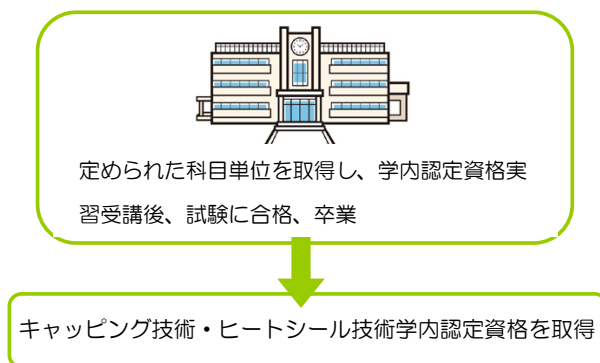 定められた科目単位を取得し、学内認定資格実
習受講後、試験に合格、卒業
キャッピング技術・ヒートシール技術学内認定資格を取得